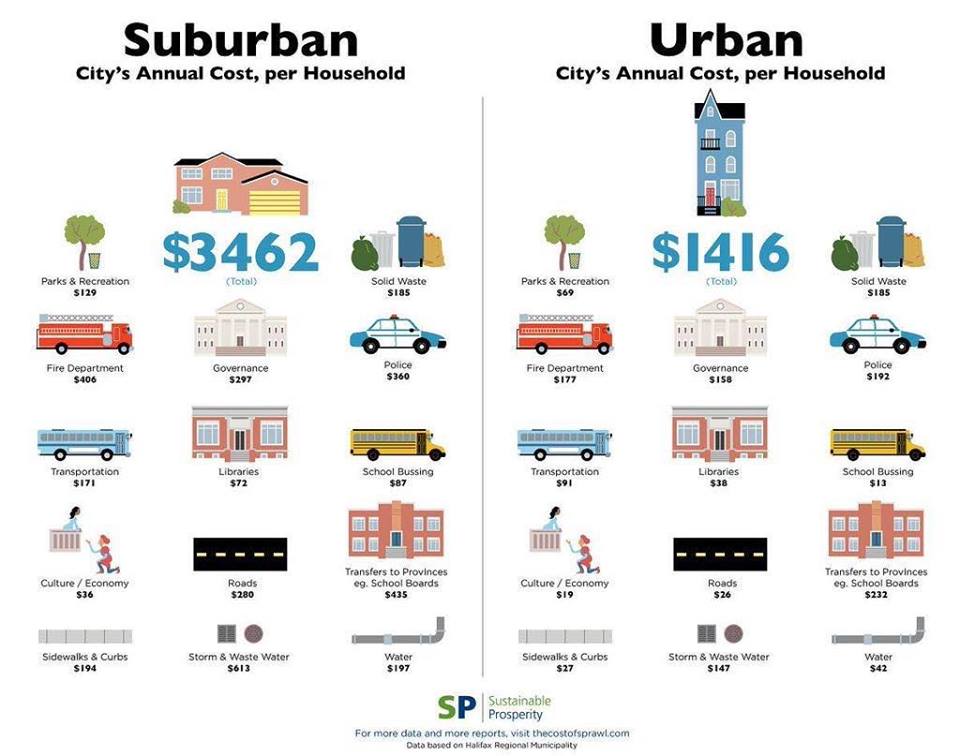 Suburban
City's Annual Cost, per Household
$3462
(Total)
Parks & Recreation
$129
Solid Waste
$185
Fire Department
$406
Governance
$297
Police
$360
Transportation
$171
Libraries
$72
School Bussing
$87
Culture / Economy
$36
Roads
$280
Transfers to Provinces
eg. School Boards
$435
Sidewalks & Curbs
$194
Storm & Waste Water
$613
Water
$197
Urban
City's Annual Cost, per Household
$1416
(Total)
Parks & Recreation
$69
Solid Waste
$185
Fire Department
$177
Governance
$158
Police
$192
Transportation
$91
Libraries
$38
School Bussing
$13
Culture / Economy
$19
Roads
$26
Transfers to Provinces
eg. School Boards
$232
Sidewalks & Curbs
$27
Storm & Waste Water
$147
Water
$42
SP Sustainable
Prosperity
For more data and more reports, visit thecostofsprawl.com
Data based on Halifax Regional Municipality